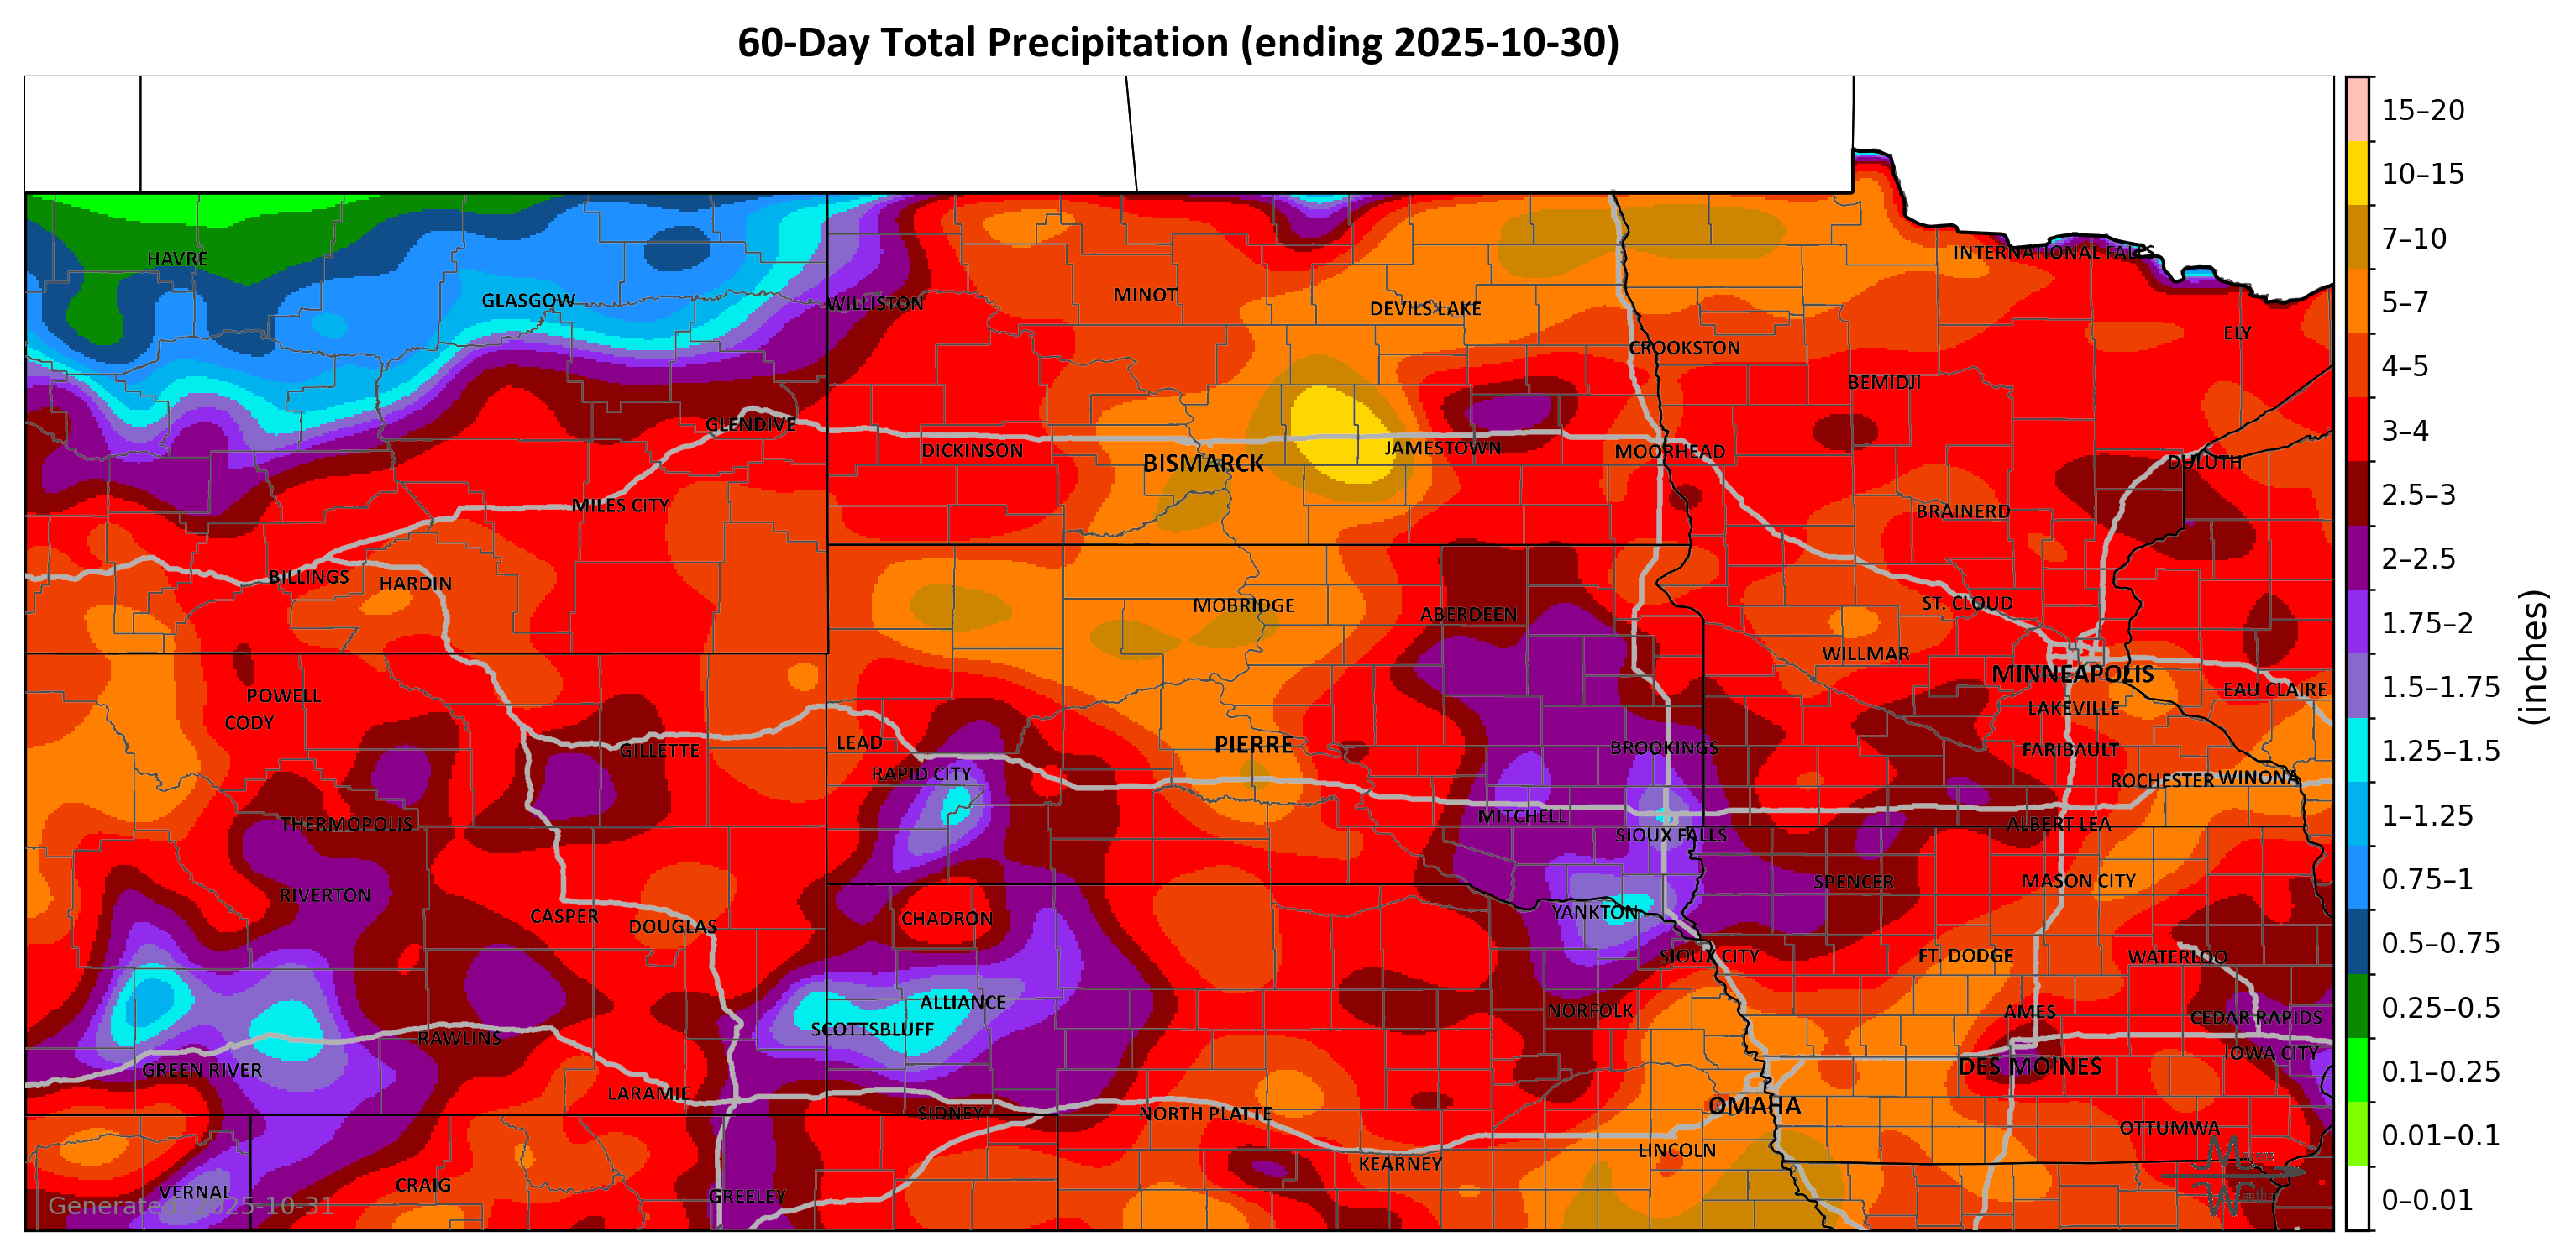 60-Day Total Precipitation (ending 2025-10-30)
15–20
10–15
7–10
5–7
4–5
3–4
2.5–3
2–2.5
1.75–2
1.5–1.75
1.25–1.5
1–1.25
0.75–1
0.5–0.75
0.25–0.5
0.1–0.25
0.01–0.1
0–0.01
(inches)
INTERNATIONAL FALLS
HAVRE
GLASGOW
WILLISTON
MINOT
DEVILS LAKE
ELY
CROOKSTON
BEMIDJI
GLENDIVE
DICKINSON
BISMARCK
JAMESTOWN
MOORHEAD
DULUTH
MILES CITY
BRAINERD
BILLINGS
HARDIN
MOBRIDGE
ABERDEEN
ST. CLOUD
WILLMAR
MINNEAPOLIS
POWELL
EAU CLAIRE
CODY
LAKEVILLE
GILLETTE
LEAD
PIERRE
BROOKINGS
FARIBAULT
RAPID CITY
ROCHESTER
WINONA
THERMOPOLIS
MITCHELL
SIOUX FALLS
ALBERT LEA
RIVERTON
SPENCER
MASON CITY
CASPER
DOUGLAS
CHADRON
YANKTON
SIOUX CITY
FT. DODGE
WATERLOO
ALLIANCE
NORFOLK
AMES
CEDAR RAPIDS
SCOTTSBLUFF
RAWLINS
GREEN RIVER
DES MOINES
IOWA CITY
LARAMIE
SIDNEY
NORTH PLATTE
OMAHA
OTTUMWA
LINCOLN
KEARNEY
VERNAL
CRAIG
GREELEY
Generated: 2025-10-31